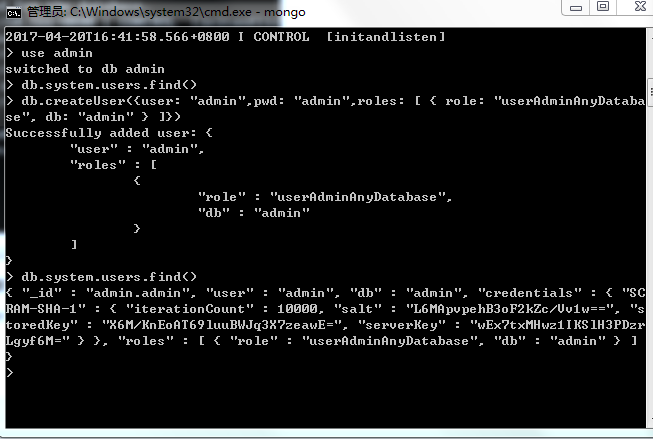 管理员: C:\Windows\system32\cmd.exe - mongo
2017-04-20T16:41:58.566+0800 I CONTROL  [initandlisten]
> use admin
switched to db admin
> db.system.users.find()
> db.createUser({user: "admin",pwd: "admin",roles: [ { role: "userAdminAnyDataba
se", db: "admin" } ]})
Successfully added user: {
        "user" : "admin",
        "roles" : [
                {
                        "role" : "userAdminAnyDatabase",
                        "db" : "admin"
                }
        ]
}
> db.system.users.find()
{ "_id" : "admin.admin", "user" : "admin", "db" : "admin", "credentials" : { "SC
RAM-SHA-1" : { "iterationCount" : 10000, "salt" : "L6MApvpehB3oF2kZc/Vv1w==", "s
toredKey" : "X6M/KnEoAT69luuBWJq3X7zeawE=", "serverKey" : "wEx7txMHwz1IKSlH3PDzr
Lgyf6M=" } }, "roles" : [ { "role" : "userAdminAnyDatabase", "db" : "admin" } ]
}
>